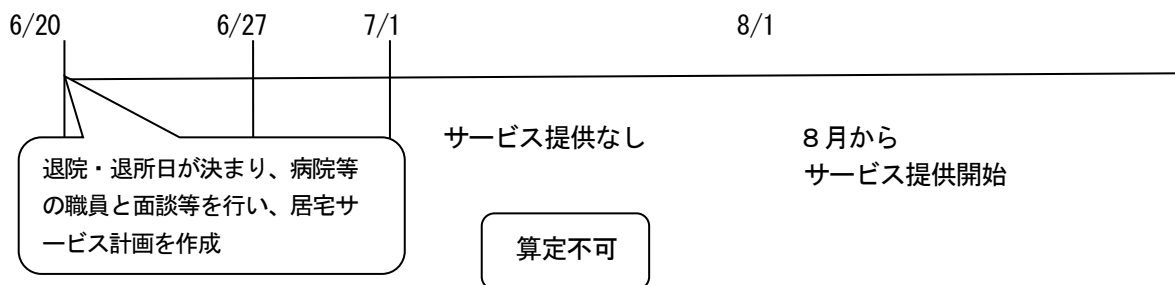 6/20 6/27 7/1 8/1
サービス提供なし
８月から
サービス提供開始
退院・退所日が決まり、病院等
の職員と面談等を行い、居宅サ
ービス計画を作成
算定不可